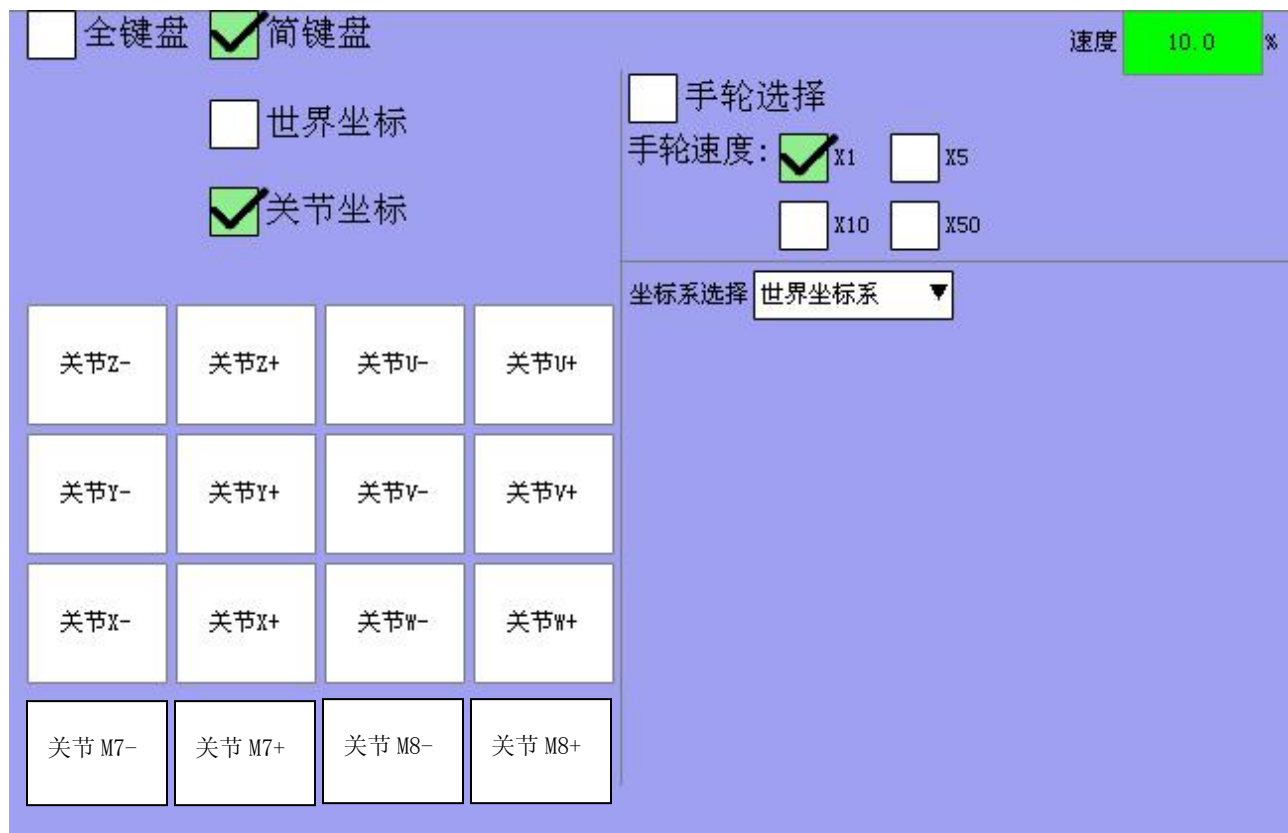 全键盘 简键盘 速度 10.0 %
世界坐标
关节坐标
手轮选择
手轮速度: X1 X5
X10 X50
坐标系选择 世界坐标系 ▼
关节Z- 关节Z+ 关节U- 关节U+
关节Y- 关节Y+ 关节V- 关节V+
关节X- 关节X+ 关节W- 关节W+
关节 M7- 关节 M7+ 关节 M8- 关节 M8+